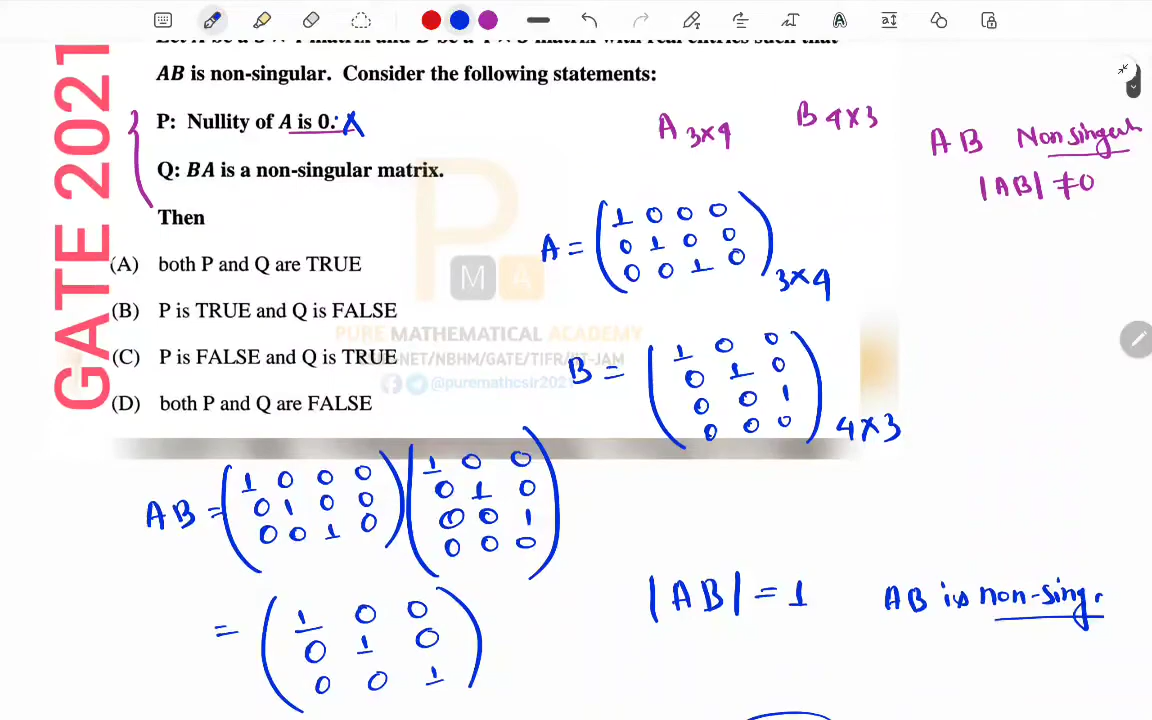 AB is non-singular. Consider the following statements:
P: Nullity of A is 0.
Q: BA is a non-singular matrix.
Then
(A) both P and Q are TRUE
(B) P is TRUE and Q is FALSE
(C) P is FALSE and Q is TRUE
(D) both P and Q are FALSE
GATE 2021
P
M A
PURE MATHEMATICAL ACADEMY
NET/NBHM/GATE/TIFR/IIT-JAM
@puremathcsir2021
A 3×4
B 4×3
AB Non singular
|AB| ≠ 0
A = ( 1 0 0 0
0 1 0 0
0 0 1 0 ) 3×4
B = ( 1 0 0
0 1 0
0 0 1
0 0 0 ) 4×3
AB = ( 1 0 0 0 ) ( 1 0 0
0 1 0 0 0 1 0
0 0 1 0 0 0 1
0 0 0 )
= ( 1 0 0
0 1 0
0 0 1 )
|AB| = 1
AB is non-sing.